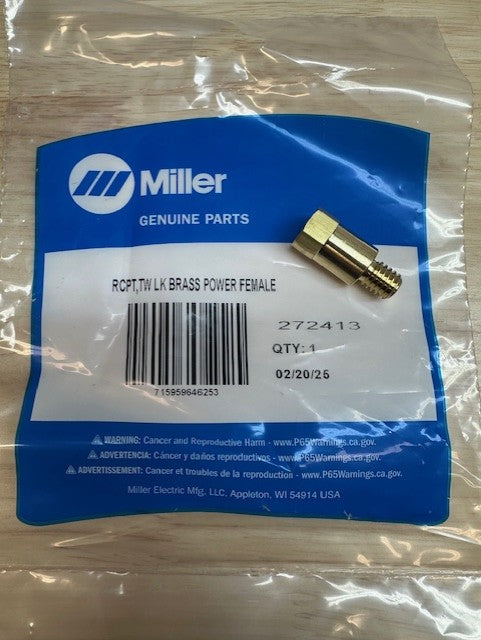 Miller
GENUINE PARTS
RCPT,TW LK BRASS POWER FEMALE
272413
QTY: 1
02/20/25
715959646253
WARNING: Cancer and Reproductive Harm - www.P65Warnings.ca.gov.
ADVERTENCIA: Cáncer y daños reproductivos - www.P65Warnings.ca.gov.
ADVERTISSEMENT: Cancer et troubles de la reproduction - www.P65Warnings.ca.gov.
Miller Electric Mfg. LLC, Appleton, WI 54914 USA